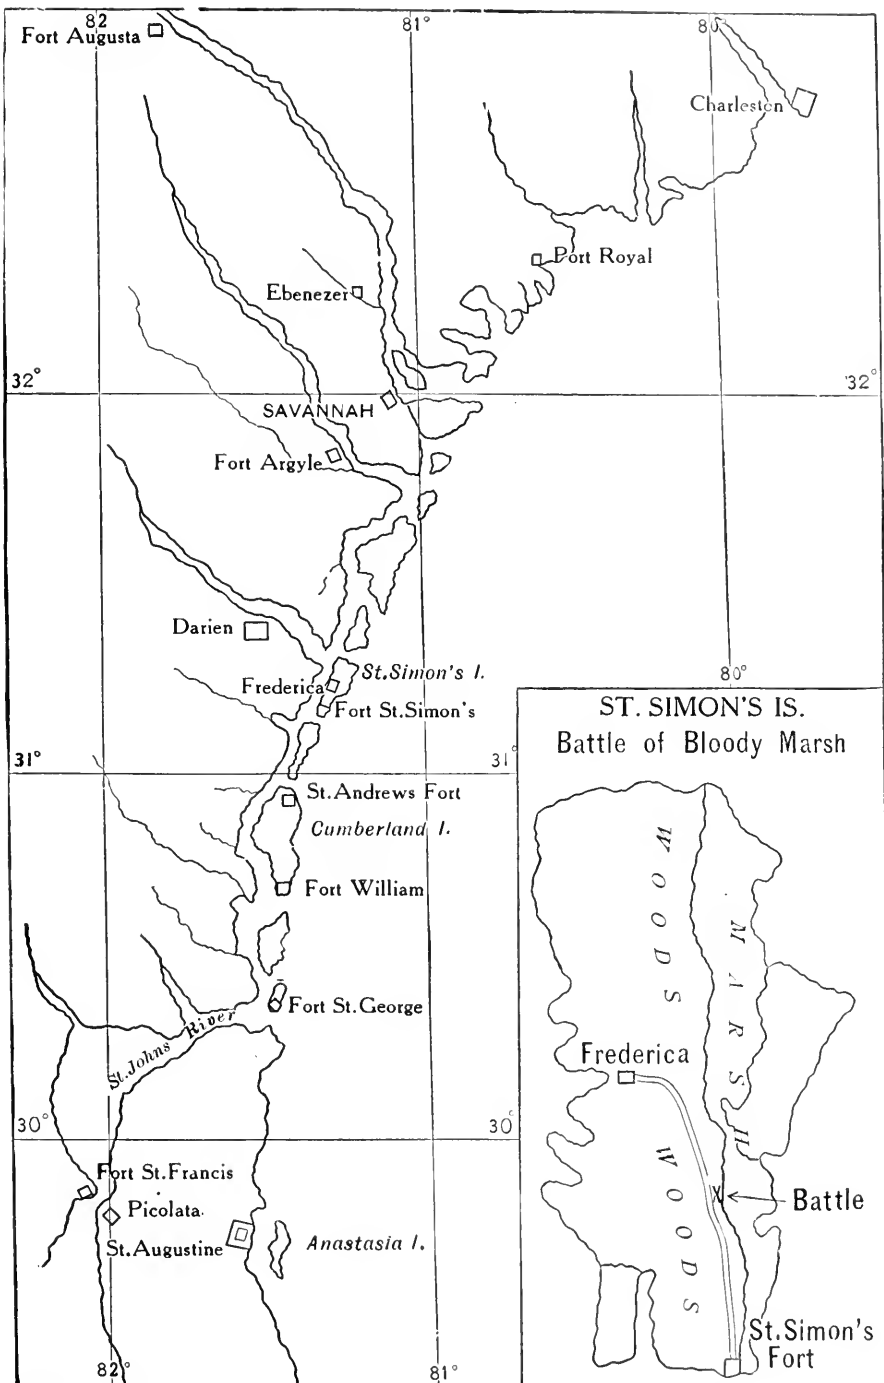 82
81°
80°
Fort Augusta
Charleston
Port Royal
Ebenezer
32°
32°
SAVANNAH
Fort Argyle
Darien
St.Simon's I.
Frederica
Fort St.Simon's
31°
31°
St.Andrews Fort
Cumberland I.
Fort William
Fort St.George
St.Johns River
30°
30°
Fort St.Francis
Picolata.
St.Augustine
Anastasia I.
82°
81°
80°
ST. SIMON'S IS.
Battle of Bloody Marsh
WOODS
MARSH
Frederica
WOODS
Battle
St.Simon's
Fort